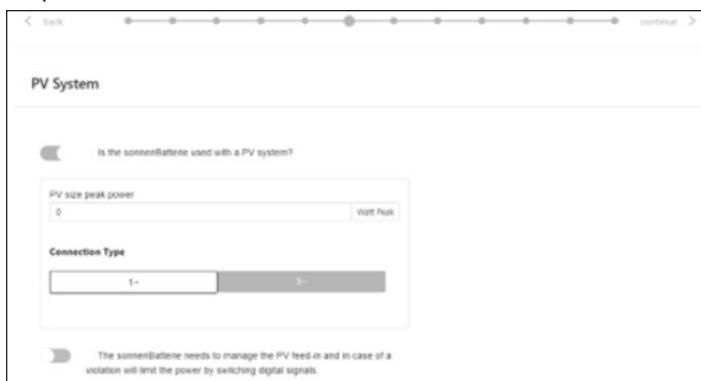 back
continue
PV System
Is the sonnenBatterie used with a PV system?
PV size peak power
0
Watt Peak
Connection Type
1~
3~
The sonnenBatterie needs to manage the PV feed-in and in case of a
violation will limit the power by switching digital signals.